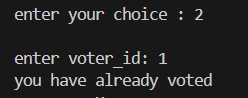 enter your choice : 2
enter voter_id: 1
you have already voted